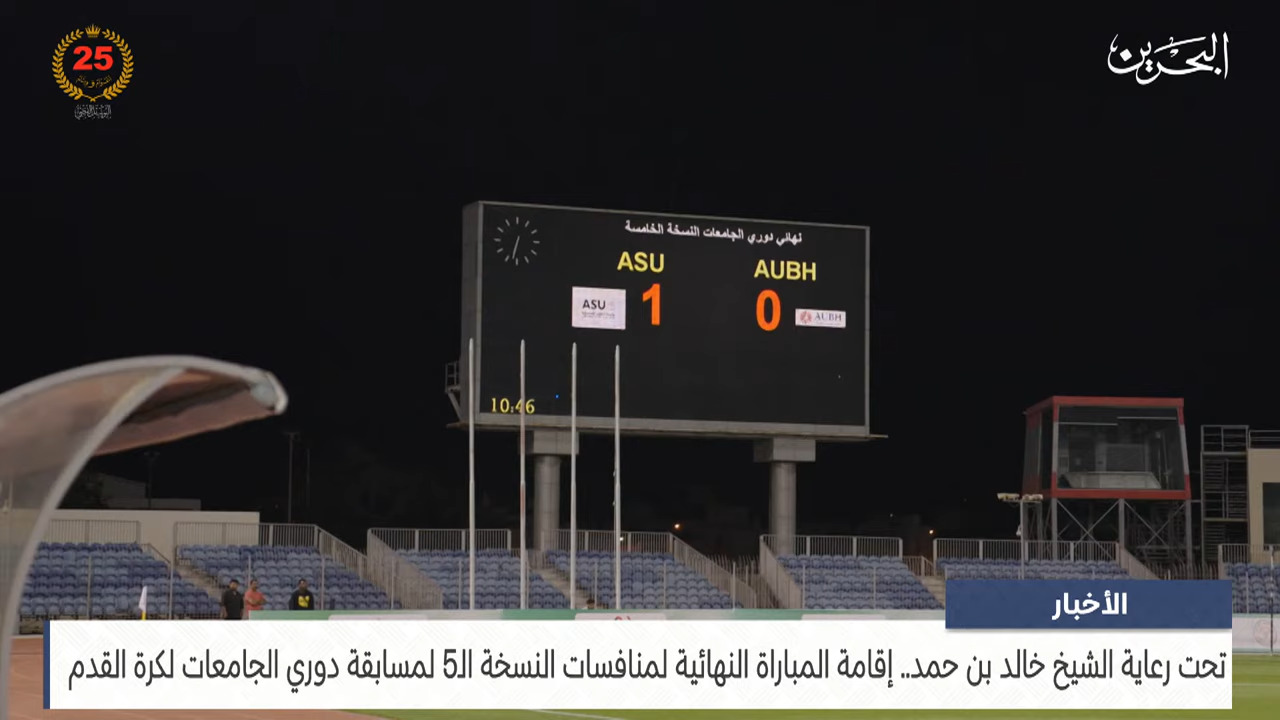 25
البحرين
نهائي دوري الجامعات النسخة الخامسة
ASU
AUBH
ASU
1
0
AUBH
10:46
الأخبار
تحت رعاية الشيخ خالد بن حمد.. إقامة المباراة النهائية لمنافسات النسخة الـ5 لمسابقة دوري الجامعات لكرة القدم